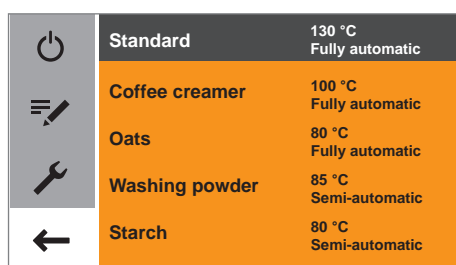 Standard
130 °C
Fully automatic
Coffee creamer
100 °C
Fully automatic
Oats
80 °C
Fully automatic
Washing powder
85 °C
Semi-automatic
Starch
80 °C
Semi-automatic